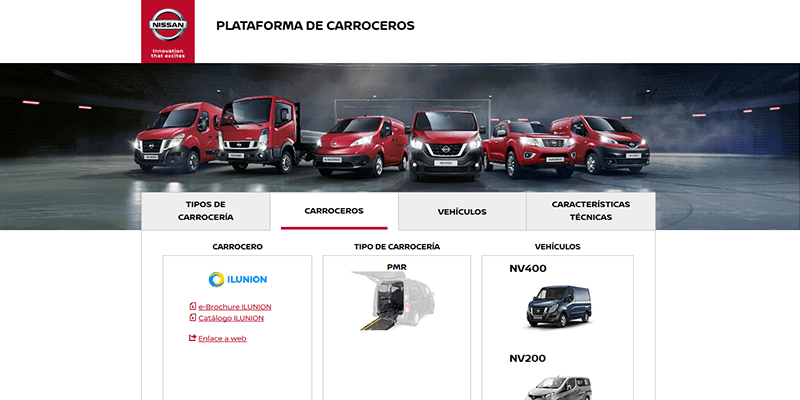 NISSAN
Innovation
that excites
PLATAFORMA DE CARROCEROS
NV300
TIPOS DE
CARROCERÍA
CARROCEROS
VEHÍCULOS
CARACTERÍSTICAS
TÉCNICAS
CARROCERO
TIPO DE CARROCERÍA
VEHÍCULOS
ILUNION
e-Brochure ILUNION
Catálogo ILUNION
Enlace a web
PMR
NV400
NV200